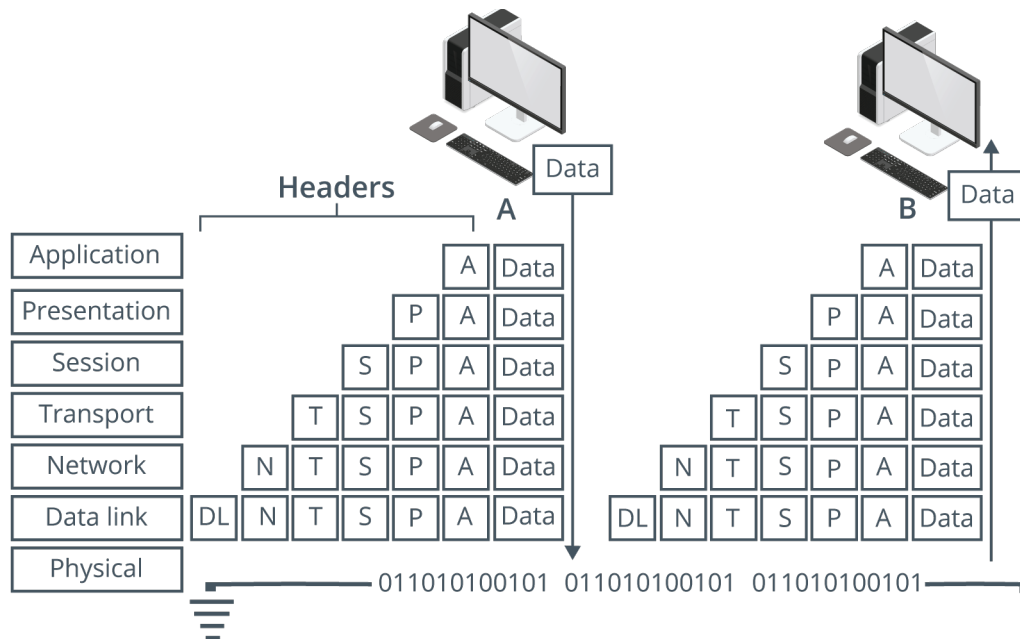 Data
Data
Headers
A
B
Application
A Data
A Data
Presentation
P A Data
P A Data
Session
S P A Data
S P A Data
Transport
T S P A Data
T S P A Data
Network
N T S P A Data
N T S P A Data
Data link
DL N T S P A Data
DL N T S P A Data
Physical
011010100101 011010100101 011010100101